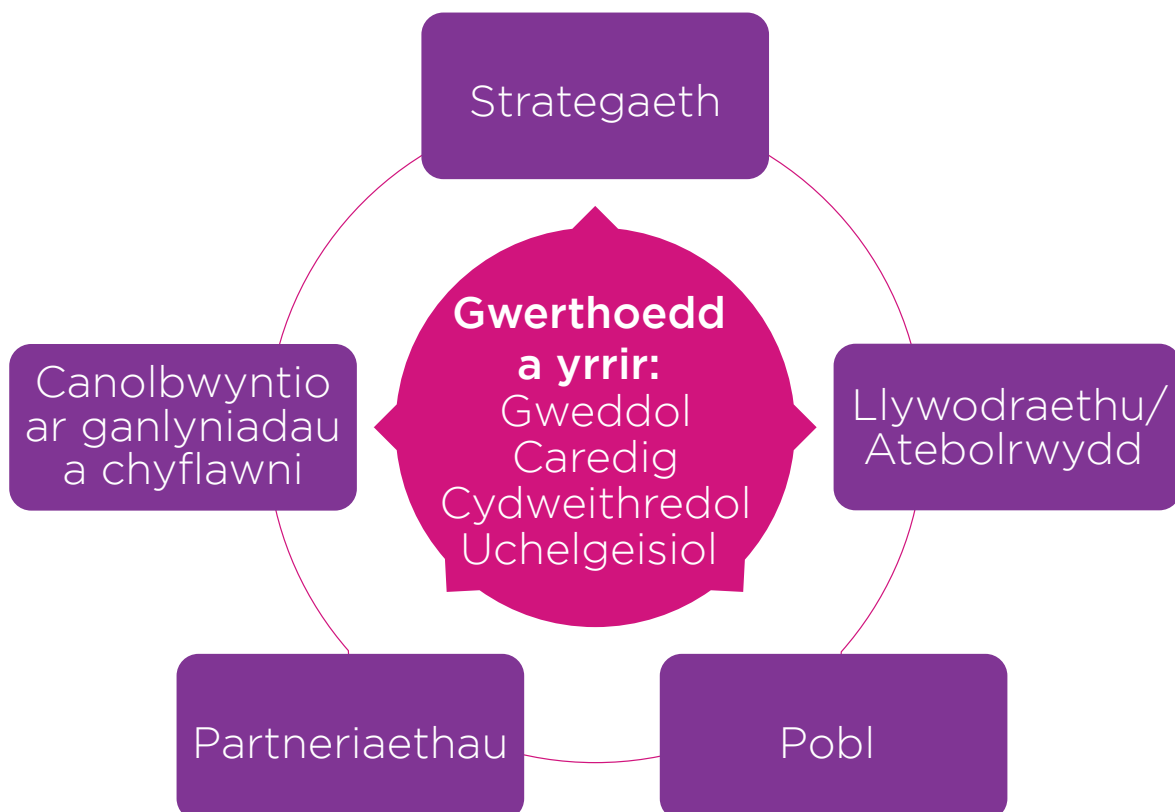 Strategaeth
Gwerthoedd
a yrrir:
Gweddol
Caredig
Cydweithredol
Uchelgeisiol
Canolbwyntio
ar ganlyniadau
a chyflawni
Llywodraethu/
Atebolrwydd
Partneriaethau
Pobl